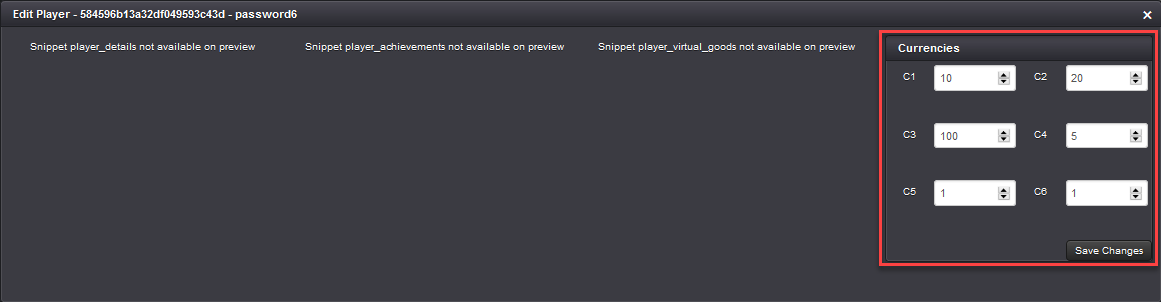 Edit Player - 584596b13a32df049593c43d - password6
Snippet player_details not available on preview
Snippet player_achievements not available on preview
Snippet player_virtual_goods not available on preview
Currencies
C1 10 C2 20
C3 100 C4 5
C5 1 C6 1
Save Changes